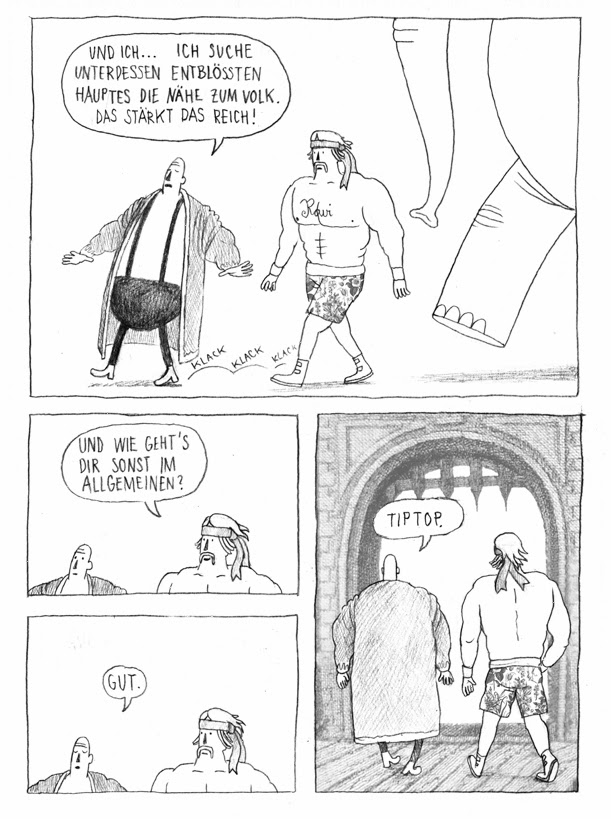 UND ICH... ICH SUCHE
UNTERDESSEN ENTBLÖSSTEN
HAUPTES DIE NÄHE ZUM VOLK.
DAS STÄRKT DAS REICH!
Ravi
KLACK
KLACK
KLACK
UND WIE GEHT'S
DIR SONST IM
ALLGEMEINEN?
GUT.
TIPTOP.